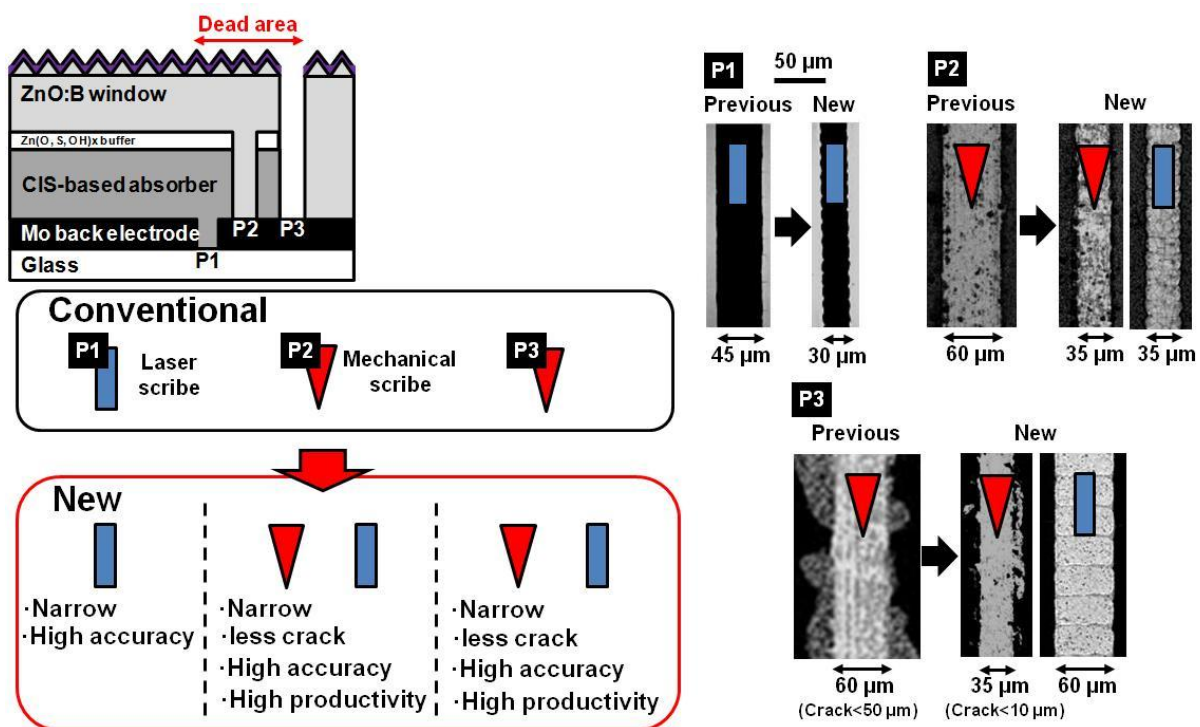 Dead area
ZnO:B window
Zn(O, S,OH)x buffer
CIS-based absorber
Mo back electrode
P2
P3
P1
Glass
Conventional
P1
Laser
scribe
P2
Mechanical
scribe
P3
New
·Narrow
·High accuracy
·Narrow
·less crack
·High accuracy
·High productivity
·Narrow
·less crack
·High accuracy
·High productivity
P1
50 µm
Previous
New
45 µm
30 µm
P2
Previous
New
60 µm
35 µm
35 µm
P3
Previous
New
60 µm
(Crack<50 µm)
35 µm
(Crack<10 µm)
60 µm